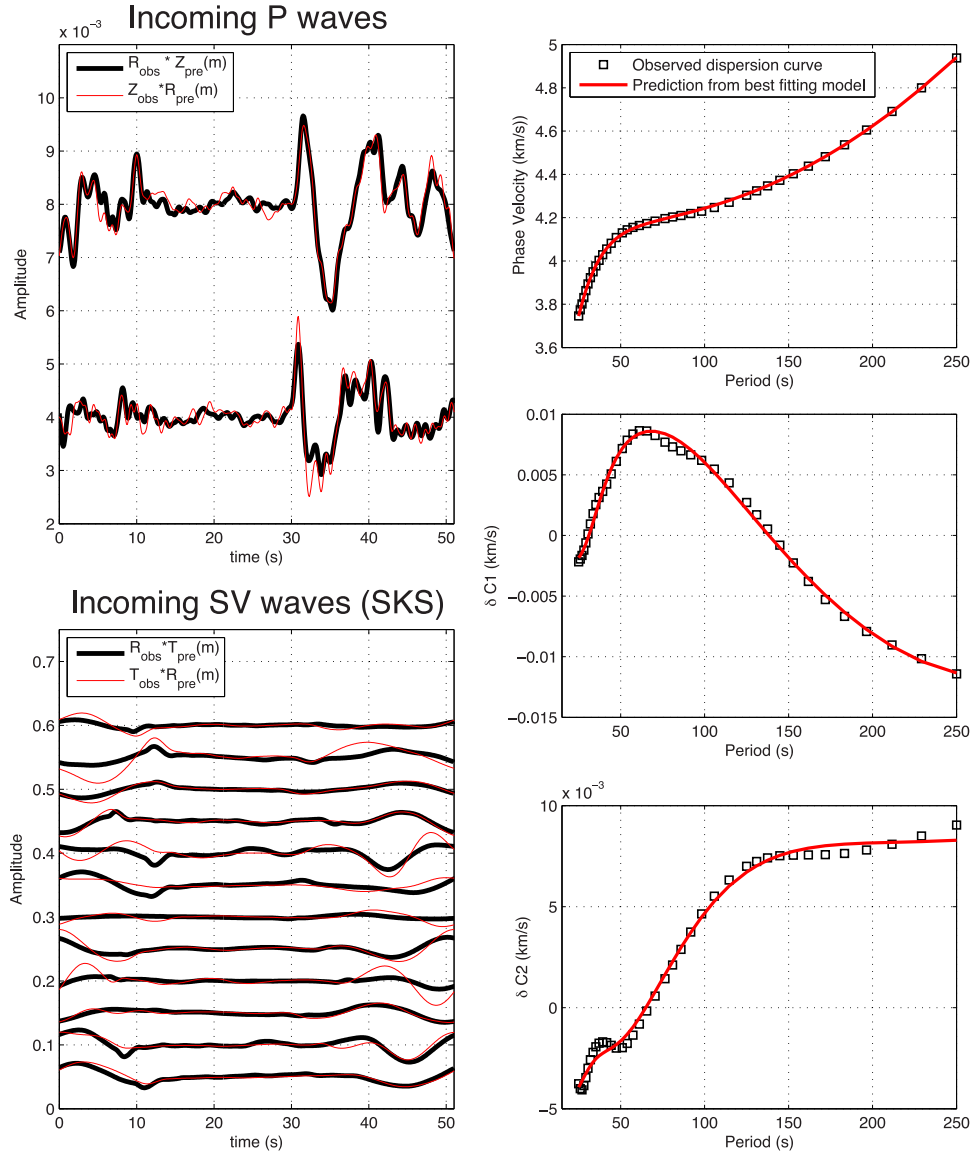 Incoming P waves
x 10⁻³
R_obs * Z_pre(m)
Z_obs*R_pre(m)
10
9
8
7
6
5
4
3
2
Amplitude
0 10 20 30 40 50
time (s)
Incoming SV waves (SKS)
R_obs*T_pre(m)
T_obs*R_pre(m)
0.7
0.6
0.5
0.4
0.3
0.2
0.1
0
Amplitude
0 10 20 30 40 50
time (s)
Observed dispersion curve
Prediction from best fitting model
5
4.8
4.6
4.4
4.2
4
3.8
3.6
Phase Velocity (km/s))
50 100 150 200 250
Period (s)
0.01
0.005
0
−0.005
−0.01
−0.015
δ C1 (km/s)
50 100 150 200 250
Period (s)
x 10⁻³
10
5
0
−5
δ C2 (km/s)
50 100 150 200 250
Period (s)